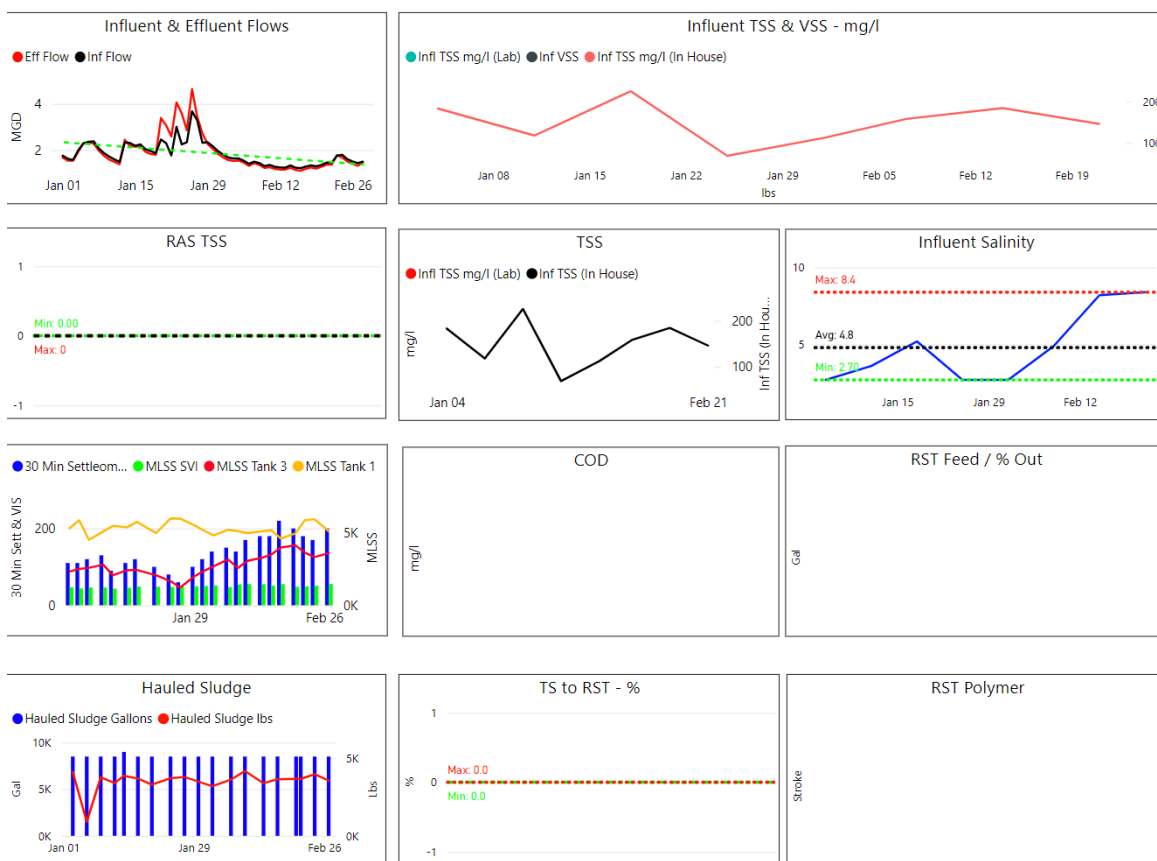 Influent & Effluent Flows
Eff Flow Inf Flow
MGD
4
2
Jan 01 Jan 15 Jan 29 Feb 12 Feb 26
Influent TSS & VSS - mg/l
Infl TSS mg/l (Lab) Inf VSS Infl TSS mg/l (In House)
200
100
Jan 08 Jan 15 Jan 22 Jan 29 Feb 05 Feb 12 Feb 19
lbs
RAS TSS
1
Min: 0.00
0
Max: 0
-1
TSS
Infl TSS mg/l (Lab) Inf TSS (In House)
mg/l
200
100
Inf TSS (In Hou...
Jan 04 Feb 21
Influent Salinity
10
Max: 8.4
Avg: 4.8
5
Min: 2.70
Jan 15 Jan 29 Feb 12
30 Min Settleom... MLSS SVI MLSS Tank 3 MLSS Tank 1
30 Min Sett & VIS
200
0
5K
0K
MLSS
Jan 29 Feb 26
COD
mg/l
RST Feed / % Out
Gal
Hauled Sludge
Hauled Sludge Gallons Hauled Sludge lbs
Gal
10K
5K
0K
5K
0K
Lbs
Jan 01 Jan 29 Feb 26
TS to RST - %
%
1
Max: 0.0
0
Min: 0.0
-1
RST Polymer
Stroke